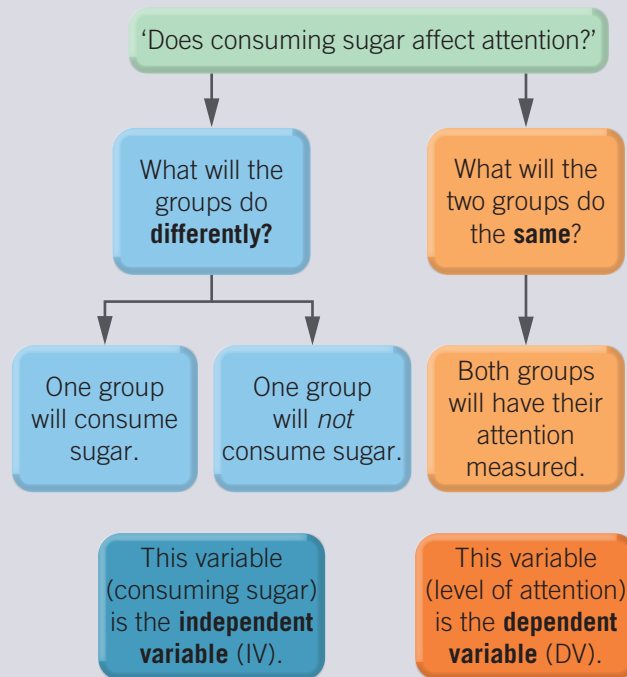 ‘Does consuming sugar affect attention?’
What will the
groups do
differently?
What will the
two groups do
the same?
One group
will consume
sugar.
One group
will not
consume sugar.
Both groups
will have their
attention
measured.
This variable
(consuming sugar)
is the independent
variable (IV).
This variable
(level of attention)
is the dependent
variable (DV).